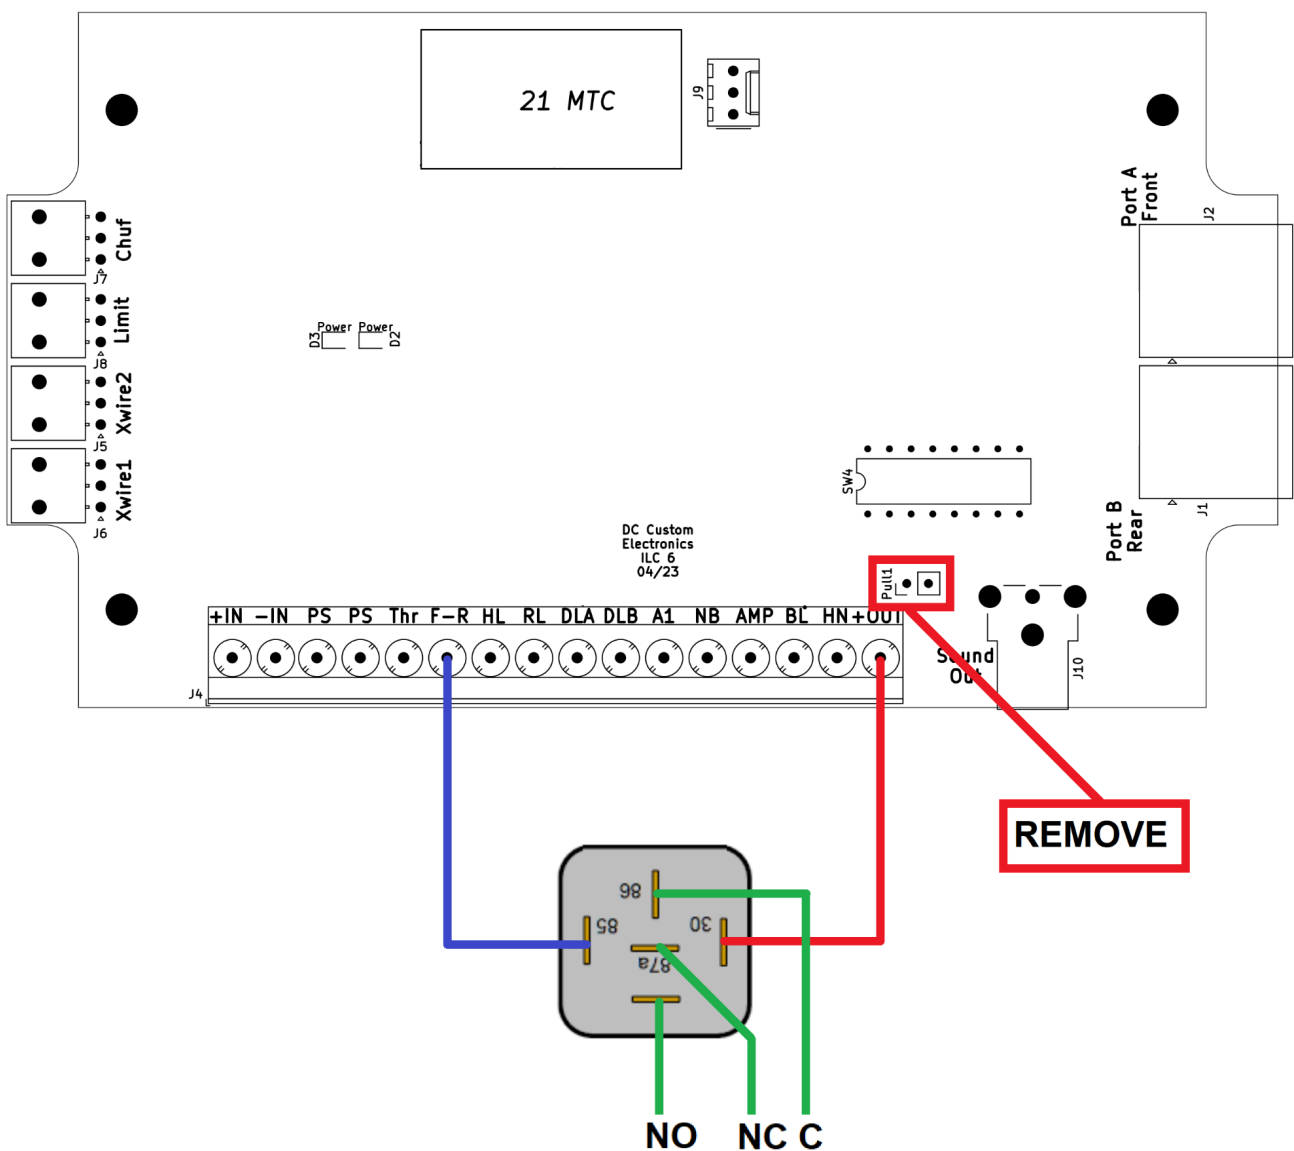 21 MTC
J9
Port A
Front
J2
Chuf
J7
Limit
J8
Power Power
D3
D2
Xwire2
J5
Xwire1
J6
SW4
Port B
Rear
J1
DC Custom
Electronics
ILC 6
04/23
Pull1
+IN -IN PS PS Thr F-R HL RL DLA DLB A1 NB AMP BL HN +OUT
J4
Sound
Out
J10
REMOVE
86
85
30
87a
NO NC C